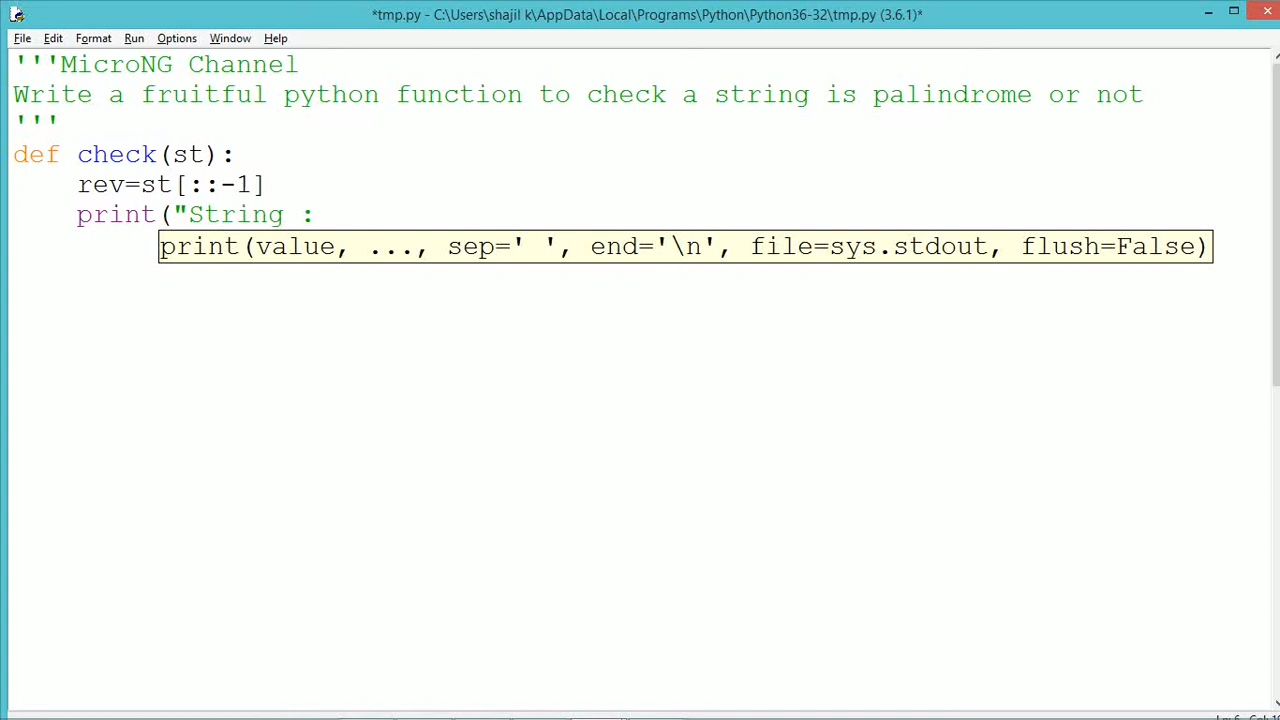 *tmp.py - C:\Users\shajil k\AppData\Local\Programs\Python\Python36-32\tmp.py (3.6.1)*
File Edit Format Run Options Window Help
'''MicroNG Channel
Write a fruitful python function to check a string is palindrome or not
'''
def check(st):
    rev=st[::-1]
    print("String :
print(value, ..., sep=' ', end='\n', file=sys.stdout, flush=False)